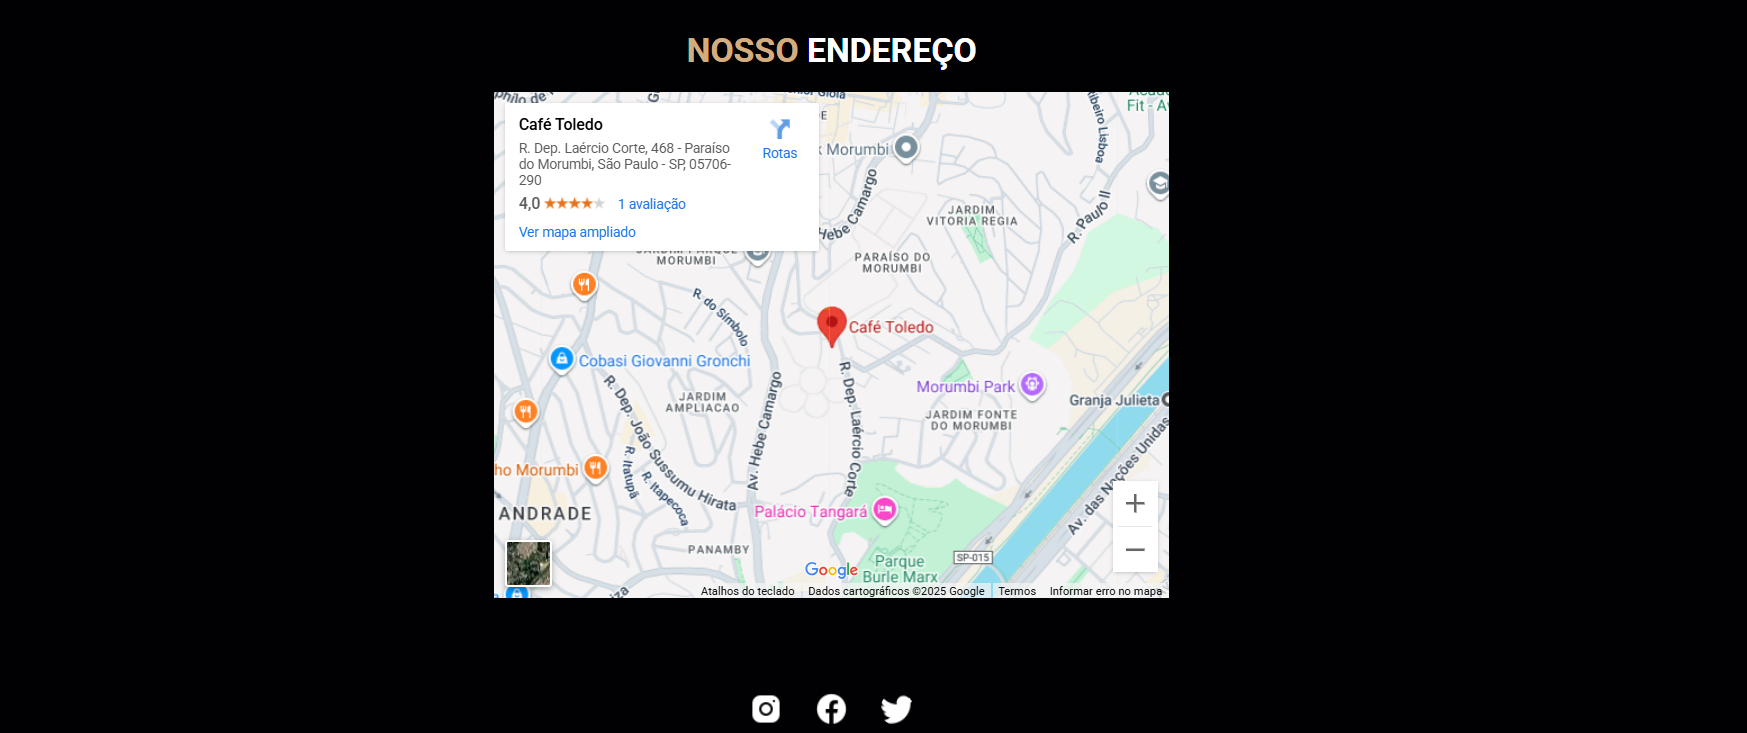 NOSSO ENDEREÇO
Café Toledo
R. Dep. Laércio Corte, 468 - Paraíso
do Morumbi, São Paulo - SP, 05706-
290
4,0
1 avaliação
Ver mapa ampliado
Rotas
Morumbi
Fit - A
R. Paulo II
JARDIM
VITORIA REGIA
Hebe Camargo
PARAÍSO DO
MORUMBI
JARDIM PARQUE
MORUMBI
R. do Símbolo
Café Toledo
Cobasi Giovanni Gronchi
R. Dep. Laércio Corte
Morumbi Park
Granja Julieta
JARDIM
AMPLIACAO
JARDIM FONTE
DO MORUMBI
Av. Hebe Camargo
R. Dep. João Sussumu Hirata
R. Itatupã
R. Itapecoca
ho Morumbi
Av. das Nações Unidas
ANDRADE
Palácio Tangará
PANAMBY
SP-015
Parque
Burle Marx
Google
Atalhos do teclado
Dados cartográficos ©2025 Google
Termos
Informar erro no mapa